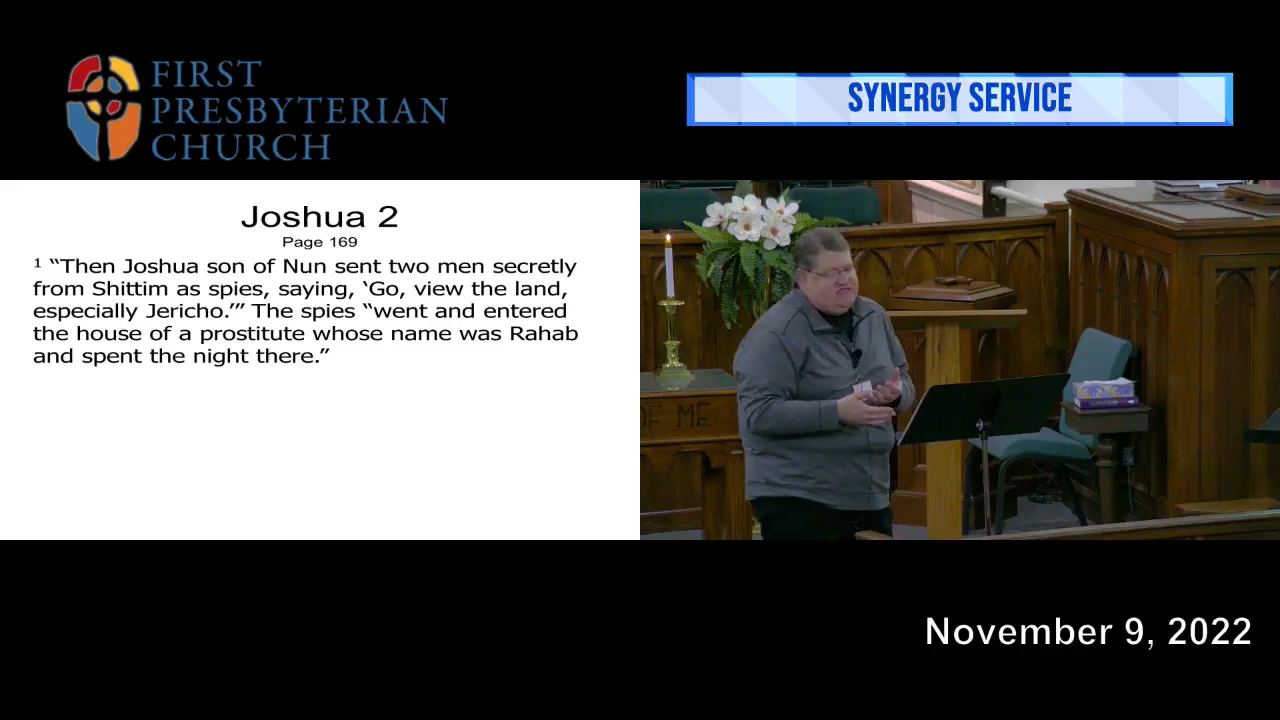 FIRST
PRESBYTERIAN
CHURCH
SYNERGY SERVICE
Joshua 2
Page 169
1 “Then Joshua son of Nun sent two men secretly
from Shittim as spies, saying, ‘Go, view the land,
especially Jericho.’” The spies “went and entered
the house of a prostitute whose name was Rahab
and spent the night there.”
OF ME
November 9, 2022